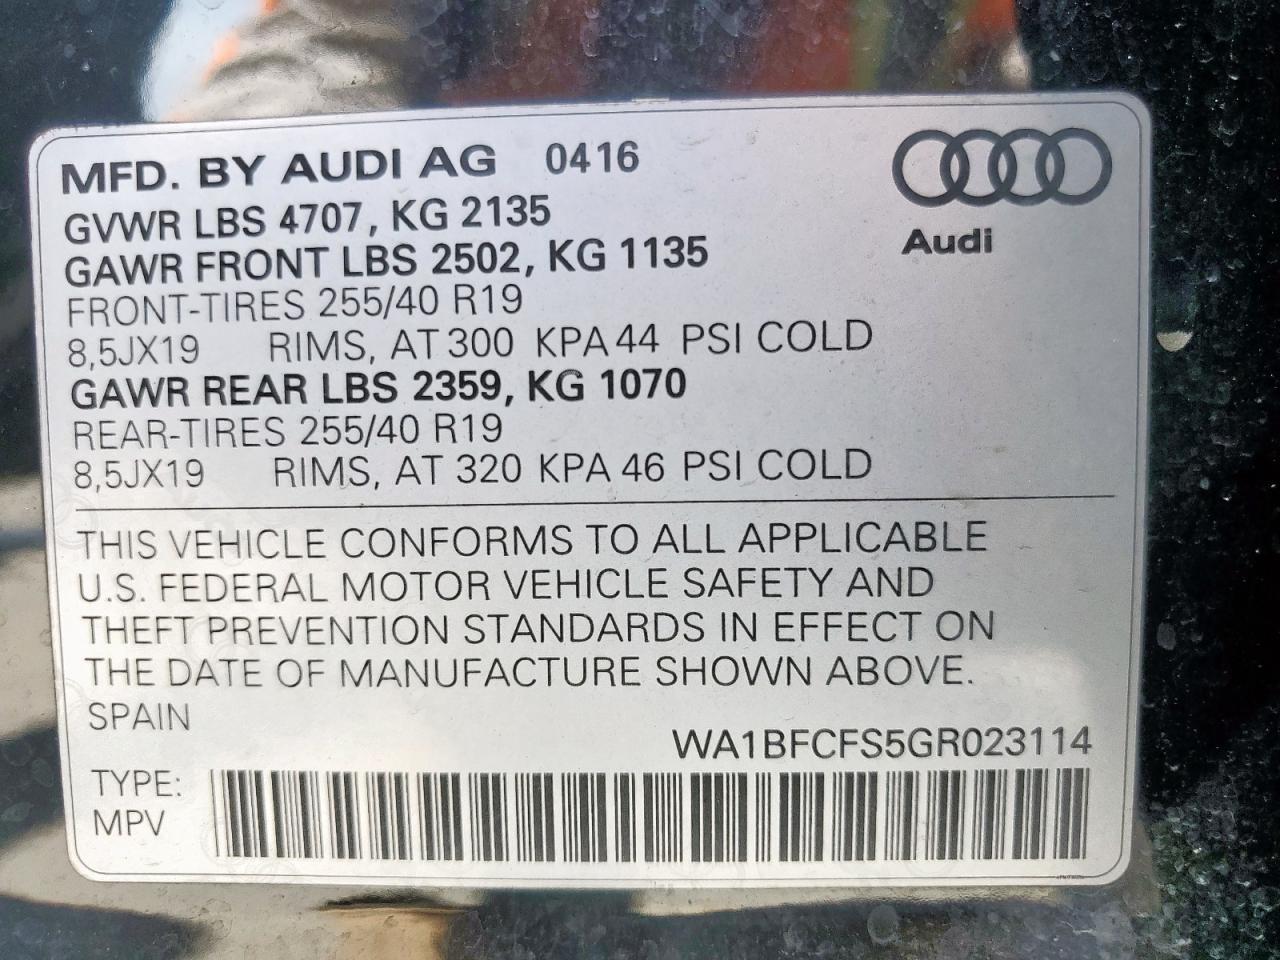 MFD. BY AUDI AG 0416
Audi
GVWR LBS 4707, KG 2135
GAWR FRONT LBS 2502, KG 1135
FRONT-TIRES 255/40 R19
8,5JX19 RIMS, AT 300 KPA 44 PSI COLD
GAWR REAR LBS 2359, KG 1070
REAR-TIRES 255/40 R19
8,5JX19 RIMS, AT 320 KPA 46 PSI COLD
THIS VEHICLE CONFORMS TO ALL APPLICABLE
U.S. FEDERAL MOTOR VEHICLE SAFETY AND
THEFT PREVENTION STANDARDS IN EFFECT ON
THE DATE OF MANUFACTURE SHOWN ABOVE.
SPAIN
WA1BFCFS5GR023114
TYPE:
MPV